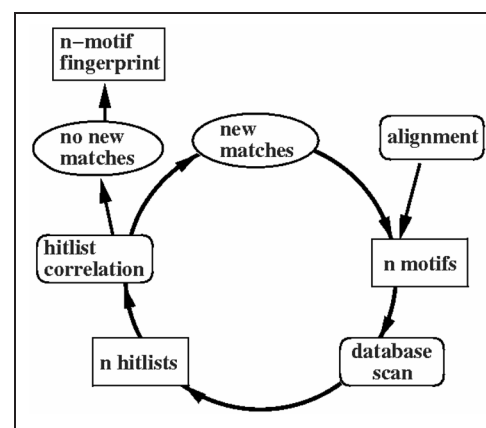 n−motif
fingerprint
no new
matches
new
matches
alignment
hitlist
correlation
n motifs
n hitlists
database
scan